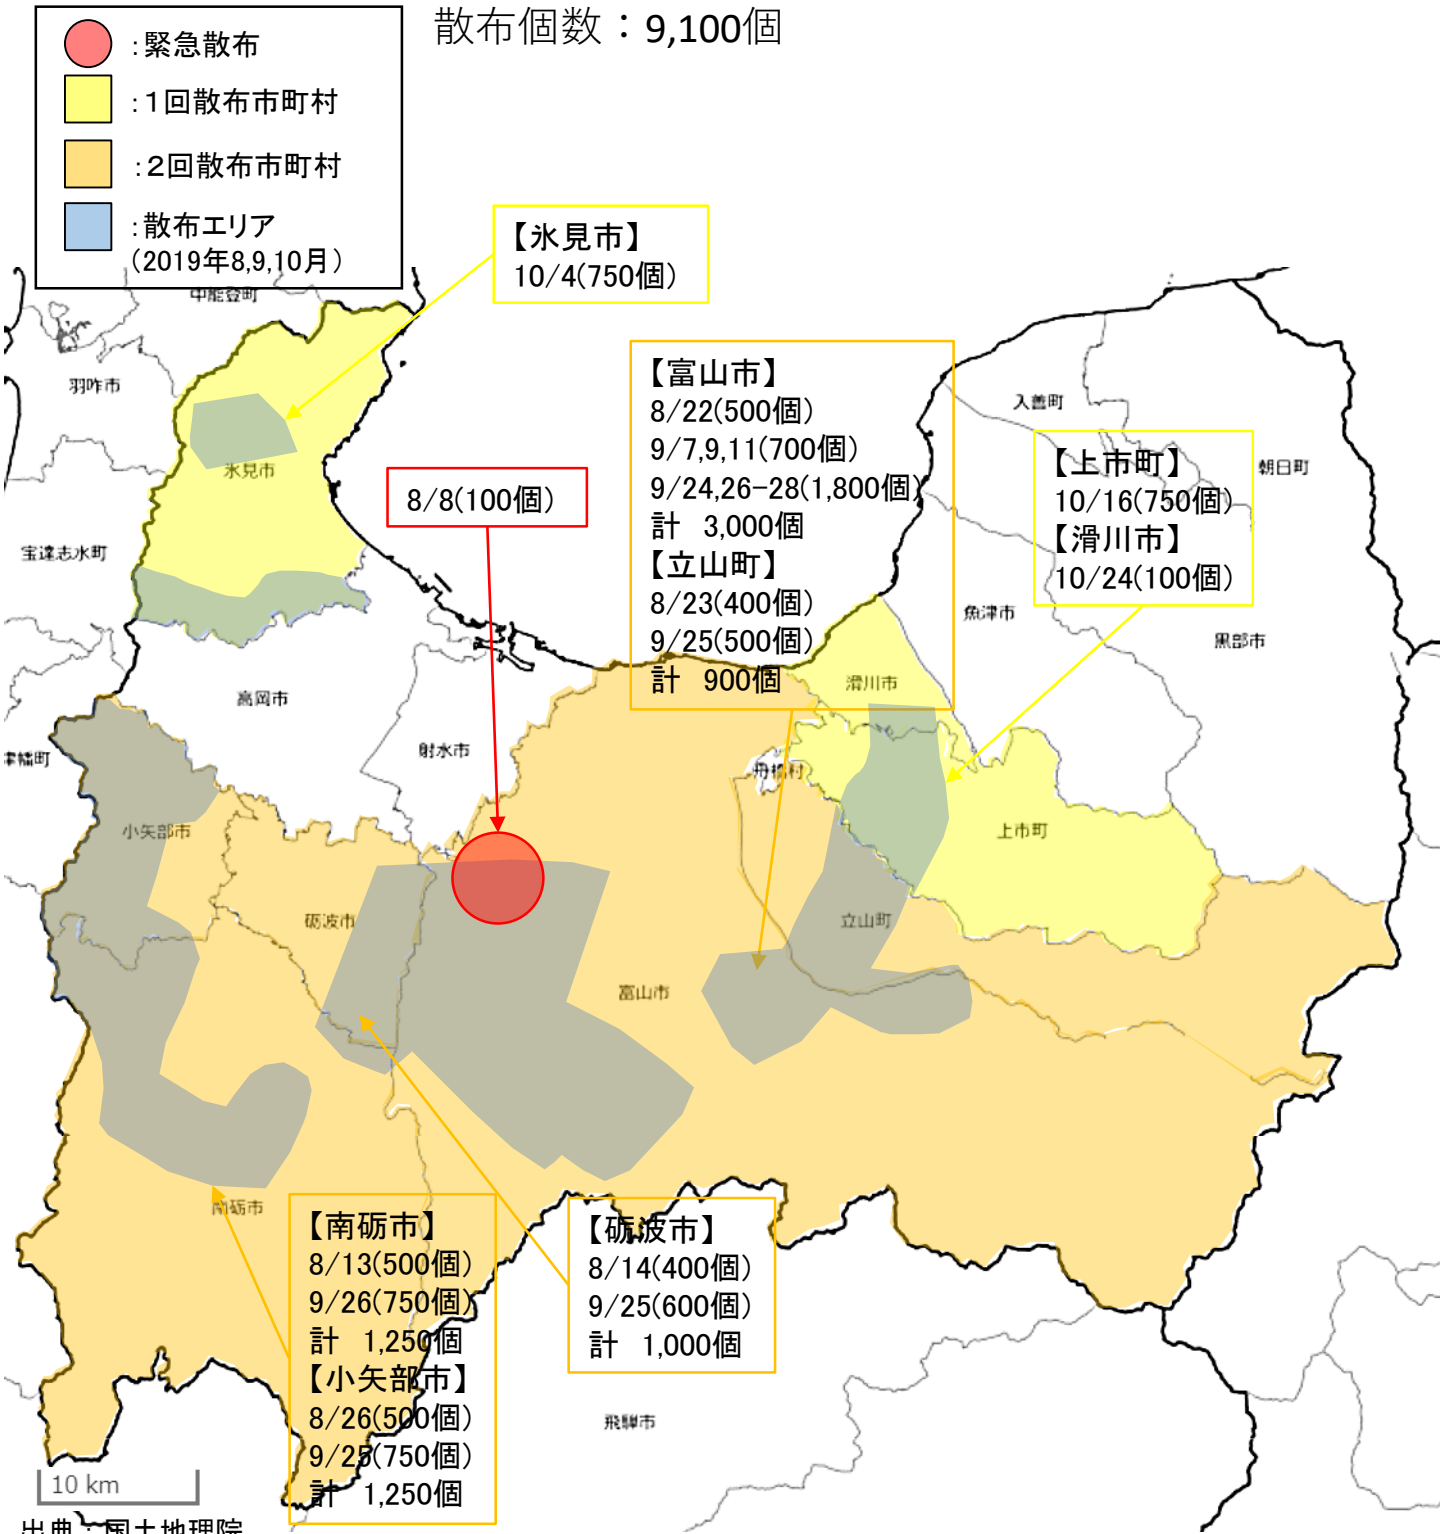 散布個数：9,100個
：緊急散布
：1回散布市町村
：2回散布市町村
：散布エリア
（2019年8,9,10月）
【氷見市】
10/4(750個)
中能登町
羽咋市
氷見市
宝達志水町
8/8(100個)
【富山市】
8/22(500個)
9/7,9,11(700個)
9/24,26-28(1,800個)
計 3,000個
【立山町】
8/23(400個)
9/25(500個)
計 900個
入善町
朝日町
【上市町】
10/16(750個)
【滑川市】
10/24(100個)
魚津市
黒部市
滑川市
高岡市
射水市
津幡町
舟橋村
小矢部市
上市町
砺波市
立山町
富山市
南砺市
【南砺市】
8/13(500個)
9/26(750個)
計 1,250個
【小矢部市】
8/26(500個)
9/25(750個)
計 1,250個
【砺波市】
8/14(400個)
9/25(600個)
計 1,000個
飛騨市
10 km
出典：国土地理院